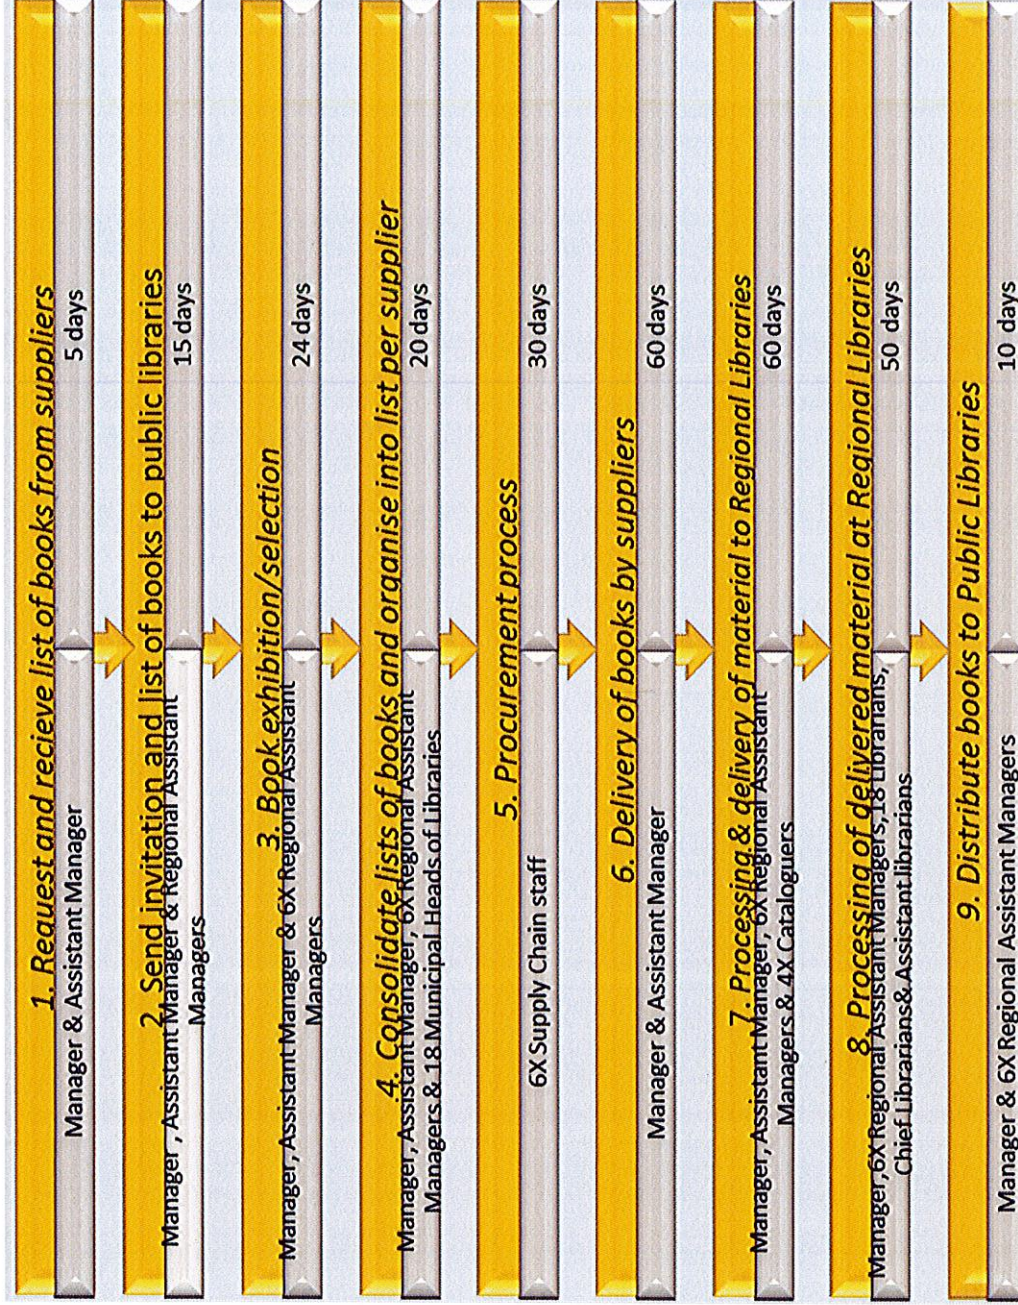 1. Request and recieve list of books from suppliers
Manager & Assistant Manager
5 days
2. Send invitation and list of books to public libraries
Manager , Assistant Manager & Regional Assistant
Managers
15 days
3. Book exhibition/selection
Manager, Assistant Manager & 6X Regional Assistant
Managers
24 days
4. Consolidate lists of books and organise into list per supplier
Manager, Assistant Manager, 6X Regional Assistant
Managers & 18 Municipal Heads of Libraries
20 days
5. Procurement process
6X Supply Chain staff
30 days
6. Delivery of books by suppliers
Manager & Assistant Manager
60 days
7. Processing & delivery of material to Regional Libraries
Manager, Assistant Manager, 6X Regional Assistant
Managers & 4X Cataloguers
60 days
8. Processing of delivered material at Regional Libraries
Manager, 6X Regional Assistant Managers, 18 Librarians,
Chief Librarians & Assistant librarians
50 days
9. Distribute books to Public Libraries
Manager & 6X Regional Assistant Managers
10 days